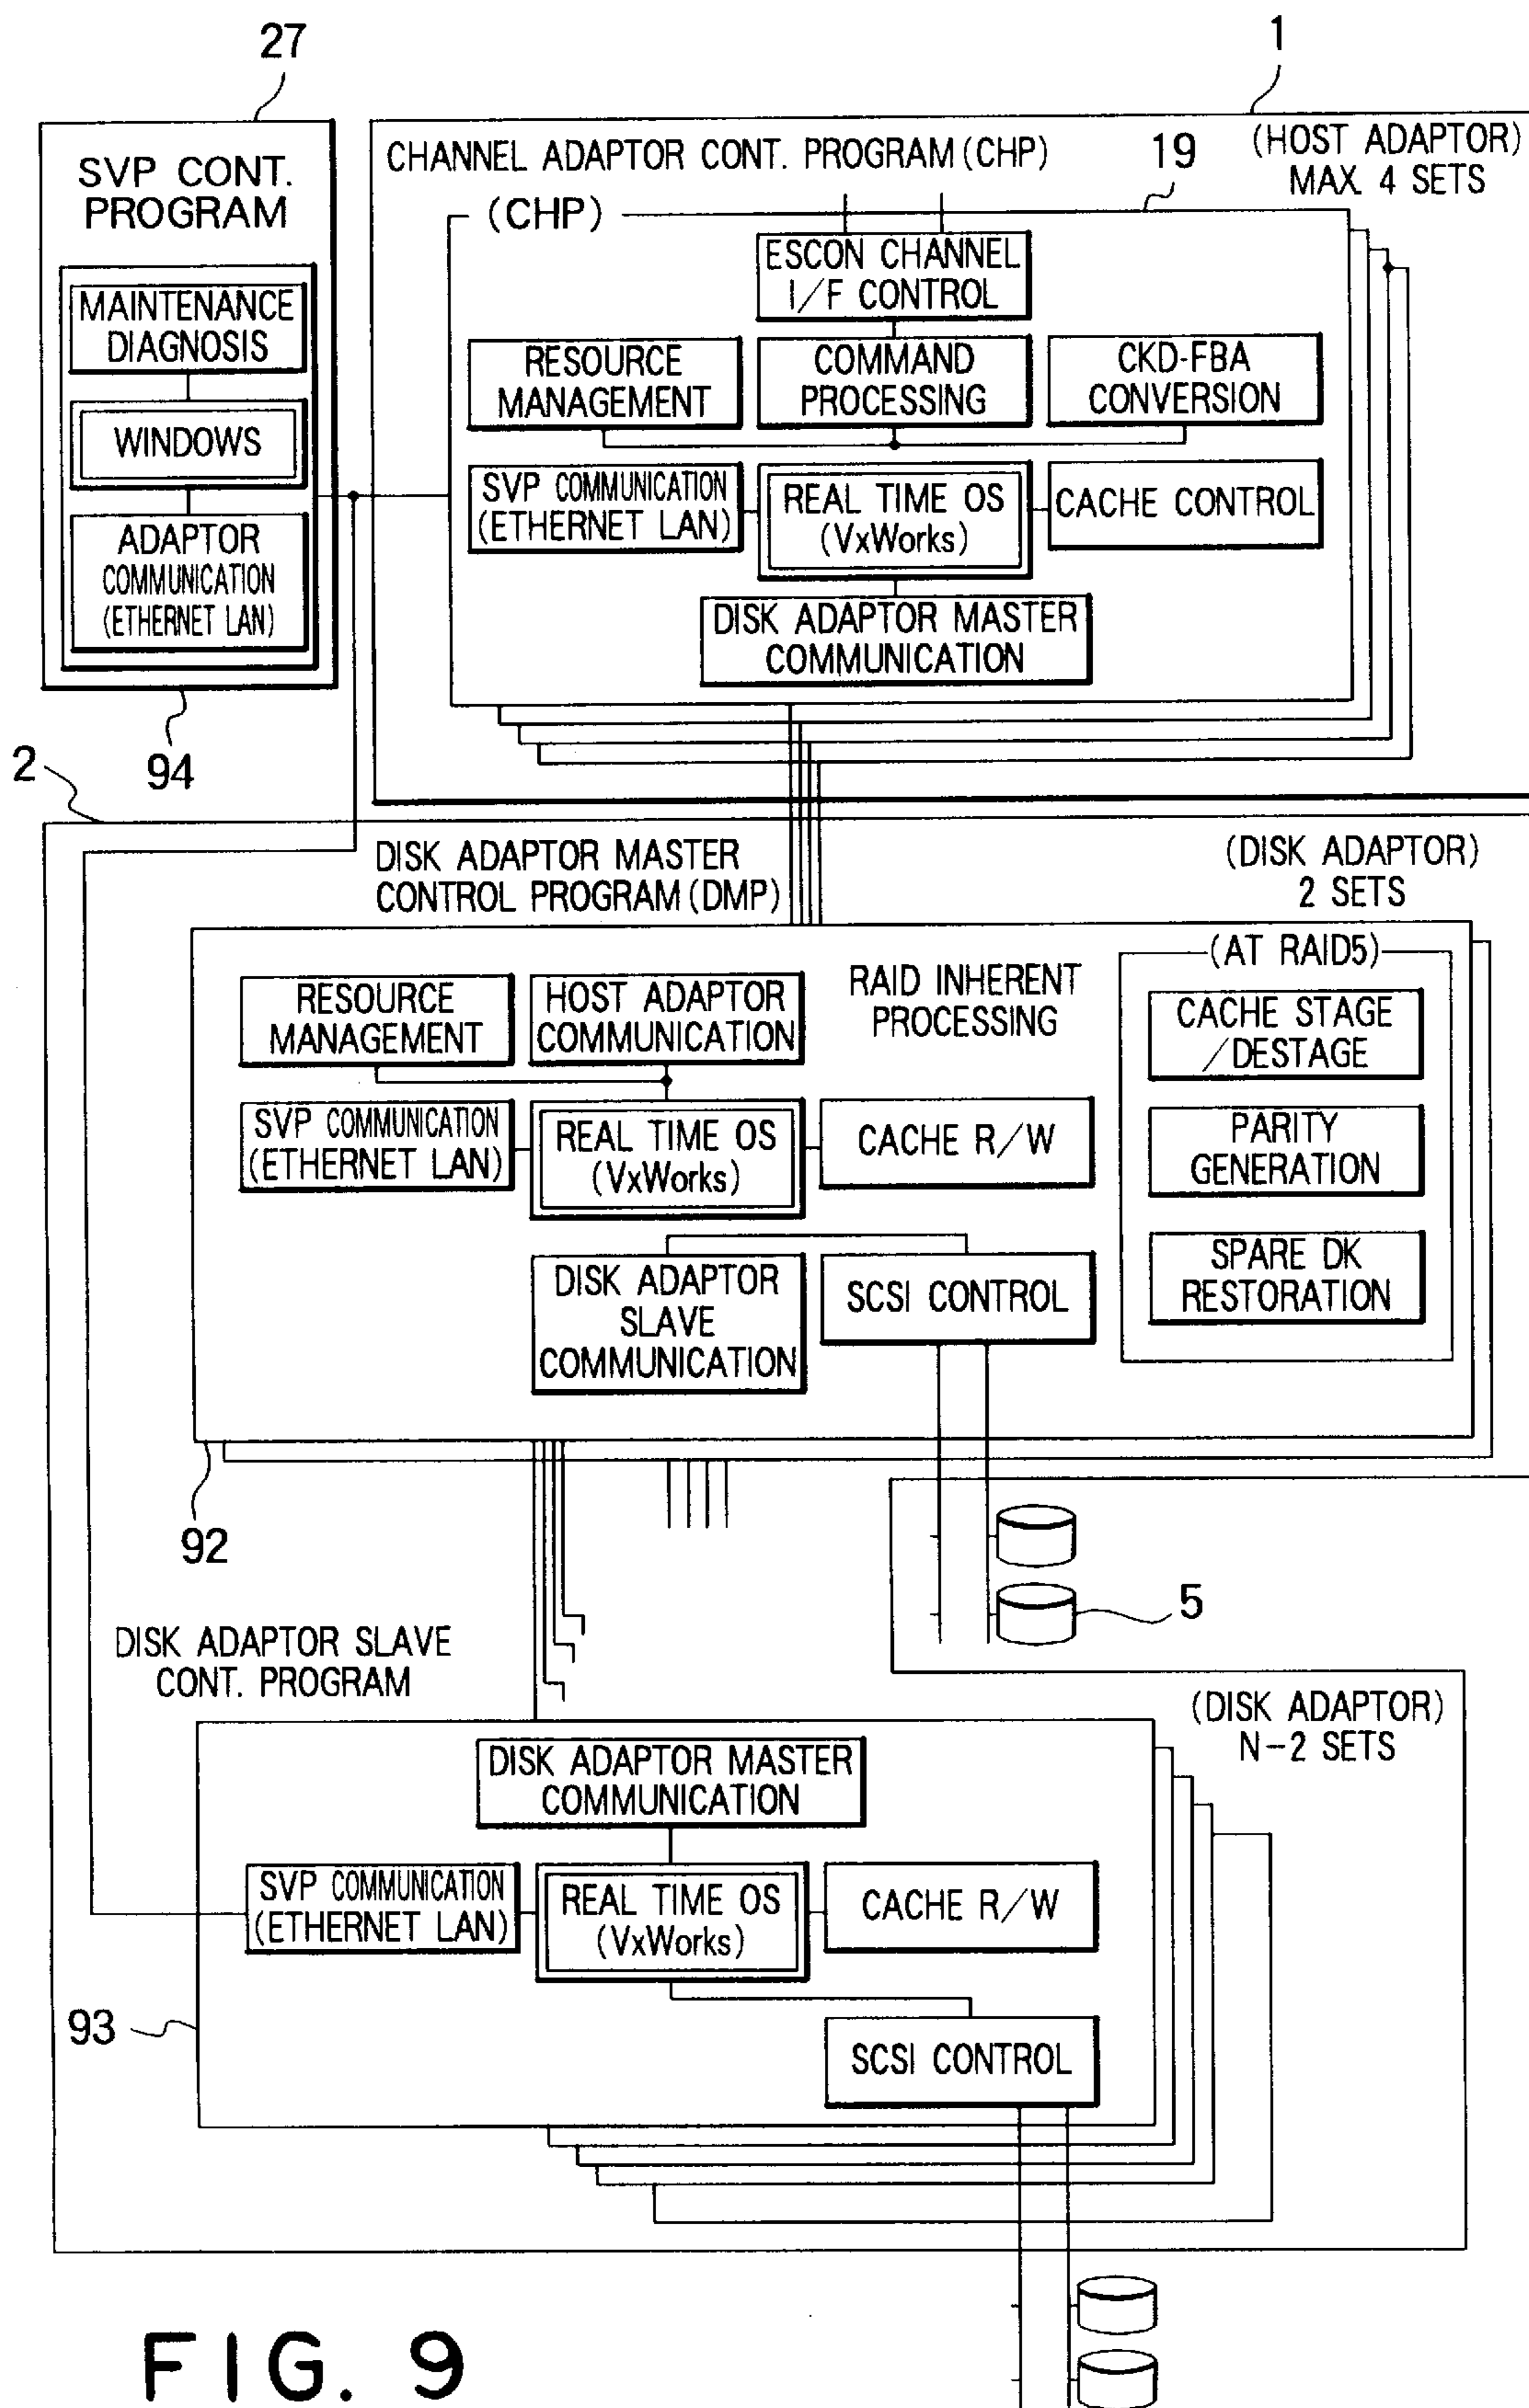 27
1
SVP CONT.
PROGRAM
MAINTENANCE
DIAGNOSIS
WINDOWS
ADAPTOR
COMMUNICATION
(ETHERNET LAN)
94
CHANNEL ADAPTOR CONT. PROGRAM (CHP)
19
(HOST ADAPTOR)
MAX. 4 SETS
(CHP)
ESCON CHANNEL
I/F CONTROL
RESOURCE
MANAGEMENT
COMMAND
PROCESSING
CKD-FBA
CONVERSION
SVP COMMUNICATION
(ETHERNET LAN)
REAL TIME OS
(VxWorks)
CACHE CONTROL
DISK ADAPTOR MASTER
COMMUNICATION
2
DISK ADAPTOR MASTER
CONTROL PROGRAM (DMP)
(DISK ADAPTOR)
2 SETS
RESOURCE
MANAGEMENT
HOST ADAPTOR
COMMUNICATION
RAID INHERENT
PROCESSING
(AT RAID5)
CACHE STAGE
/DESTAGE
PARITY
GENERATION
SPARE DK
RESTORATION
SVP COMMUNICATION
(ETHERNET LAN)
REAL TIME OS
(VxWorks)
CACHE R/W
DISK ADAPTOR
SLAVE
COMMUNICATION
SCSI CONTROL
92
5
DISK ADAPTOR SLAVE
CONT. PROGRAM
(DISK ADAPTOR)
N-2 SETS
DISK ADAPTOR MASTER
COMMUNICATION
SVP COMMUNICATION
(ETHERNET LAN)
REAL TIME OS
(VxWorks)
CACHE R/W
93
SCSI CONTROL
FIG. 9